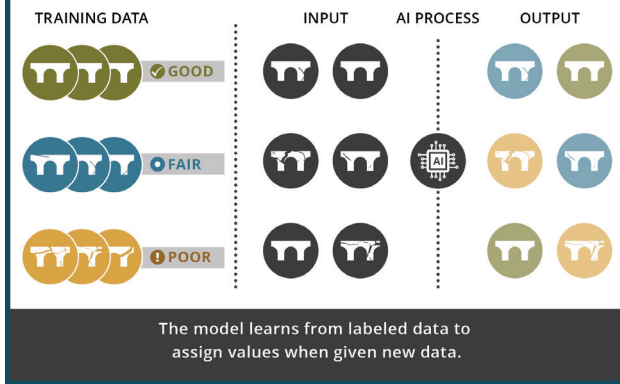 TRAINING DATA
INPUT
AI PROCESS
OUTPUT
GOOD
FAIR
AI
POOR
The model learns from labeled data to
assign values when given new data.